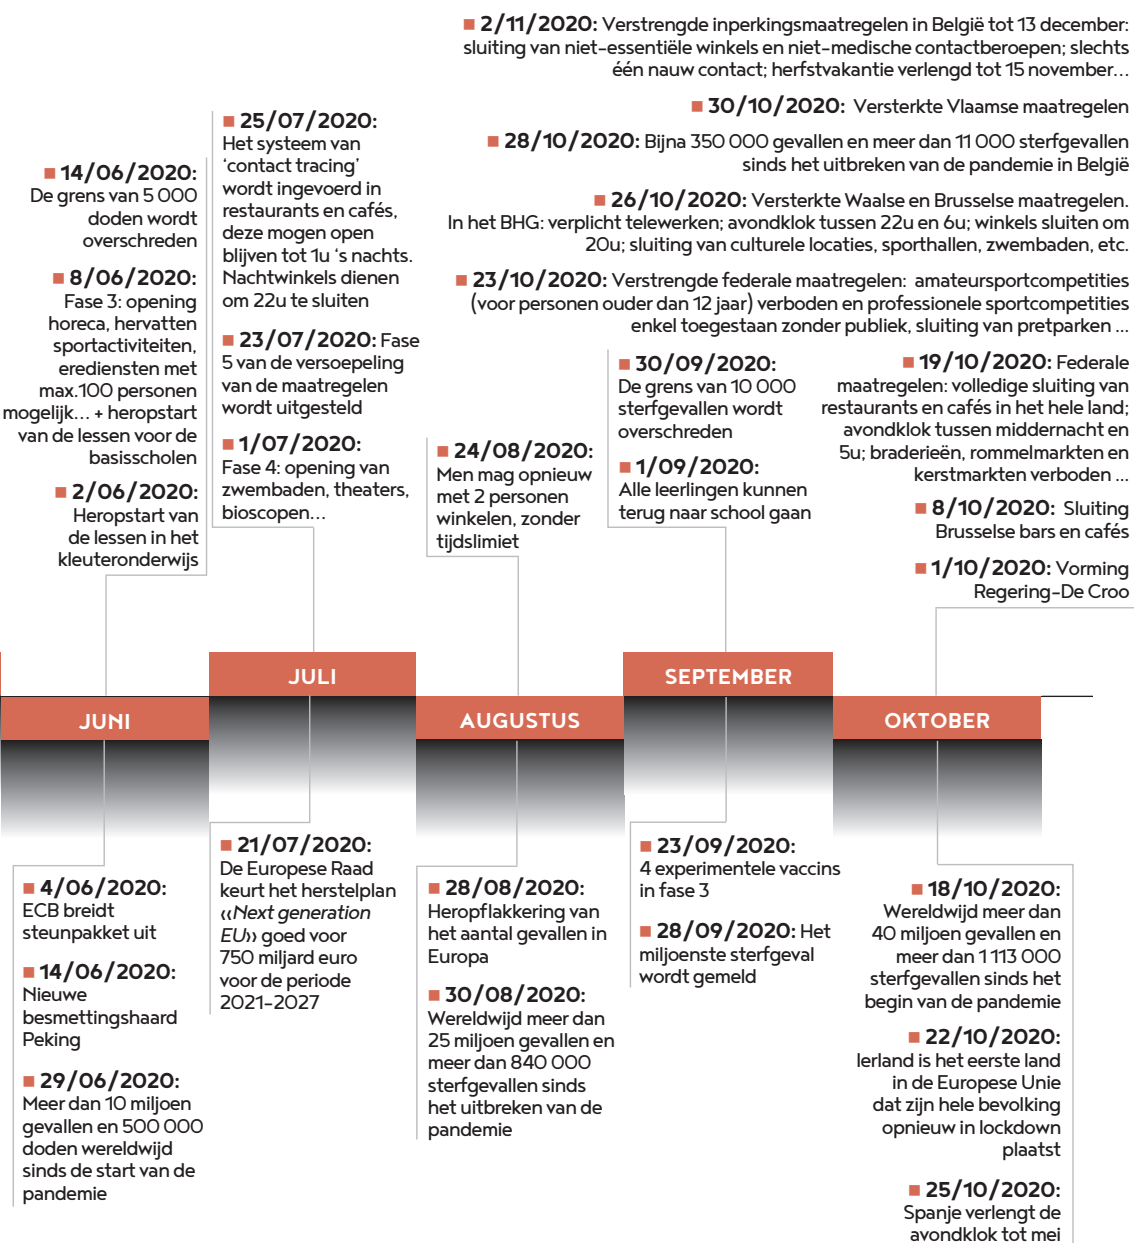 ■ 2/11/2020: Verstrengde inperkingsmaatregelen in België tot 13 december:
sluiting van niet-essentiële winkels en niet-medische contactberoepen; slechts
één nauw contact; herfstvakantie verlengd tot 15 november…
■ 30/10/2020: Versterkte Vlaamse maatregelen
■ 28/10/2020: Bijna 350 000 gevallen en meer dan 11 000 sterfgevallen
sinds het uitbreken van de pandemie in België
■ 26/10/2020: Versterkte Waalse en Brusselse maatregelen.
In het BHG: verplicht telewerken; avondklok tussen 22u en 6u; winkels sluiten om
20u; sluiting van culturele locaties, sporthallen, zwembaden, etc.
■ 23/10/2020: Verstrengde federale maatregelen: amateursportcompetities
(voor personen ouder dan 12 jaar) verboden en professionele sportcompetities
enkel toegestaan zonder publiek, sluiting van pretparken ...
■ 14/06/2020:
De grens van 5 000
doden wordt
overschreden
■ 8/06/2020:
Fase 3: opening
horeca, hervatten
sportactiviteiten,
erediensten met
max.100 personen
mogelijk… + heropstart
van de lessen voor de
basisscholen
■ 2/06/2020:
Heropstart van
de lessen in het
kleuteronderwijs
■ 25/07/2020:
Het systeem van
‘contact tracing’
wordt ingevoerd in
restaurants en cafés,
deze mogen open
blijven tot 1u ‘s nachts.
Nachtwinkels dienen
om 22u te sluiten
■ 23/07/2020: Fase
5 van de versoepeling
van de maatregelen
wordt uitgesteld
■ 1/07/2020:
Fase 4: opening van
zwembaden, theaters,
bioscopen…
■ 24/08/2020:
Men mag opnieuw
met 2 personen
winkelen, zonder
tijdslimiet
■ 30/09/2020:
De grens van 10 000
sterfgevallen wordt
overschreden
■ 1/09/2020:
Alle leerlingen kunnen
terug naar school gaan
■ 19/10/2020: Federale
maatregelen: volledige sluiting van
restaurants en cafés in het hele land;
avondklok tussen middernacht en
5u; braderieën, rommelmarkten en
kerstmarkten verboden ...
■ 8/10/2020: Sluiting
Brusselse bars en cafés
■ 1/10/2020: Vorming
Regering-De Croo
JUNI
JULI
AUGUSTUS
SEPTEMBER
OKTOBER
■ 4/06/2020:
ECB breidt
steunpakket uit
■ 14/06/2020:
Nieuwe
besmettingshaard
Peking
■ 29/06/2020:
Meer dan 10 miljoen
gevallen en 500 000
doden wereldwijd
sinds de start van de
pandemie
■ 21/07/2020:
De Europese Raad
keurt het herstelplan
«Next generation
EU» goed voor
750 miljard euro
voor de periode
2021-2027
■ 28/08/2020:
Heropflakkering van
het aantal gevallen in
Europa
■ 30/08/2020:
Wereldwijd meer dan
25 miljoen gevallen en
meer dan 840 000
sterfgevallen sinds
het uitbreken van de
pandemie
■ 23/09/2020:
4 experimentele vaccins
in fase 3
■ 28/09/2020: Het
miljoenste sterfgeval
wordt gemeld
■ 18/10/2020:
Wereldwijd meer dan
40 miljoen gevallen en
meer dan 1 113 000
sterfgevallen sinds het
begin van de pandemie
■ 22/10/2020:
Ierland is het eerste land
in de Europese Unie
dat zijn hele bevolking
opnieuw in lockdown
plaatst
■ 25/10/2020:
Spanje verlengt de
avondklok tot mei